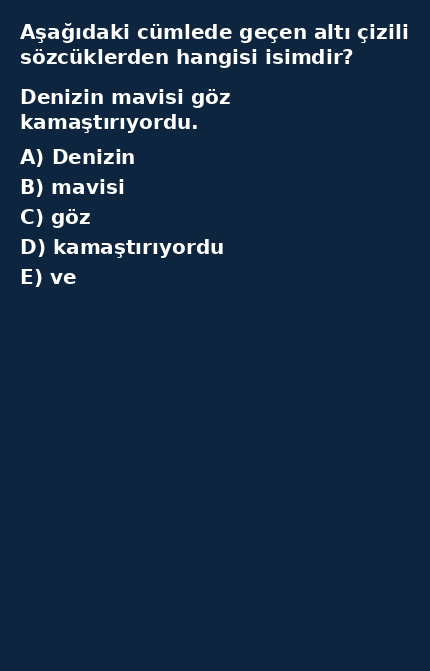 Aşağıdaki cümlede geçen altı çizili
sözcüklerden hangisi isimdir?
Denizin mavisi göz
kamaştırıyordu.
A) Denizin
B) mavisi
C) göz
D) kamaştırıyordu
E) ve